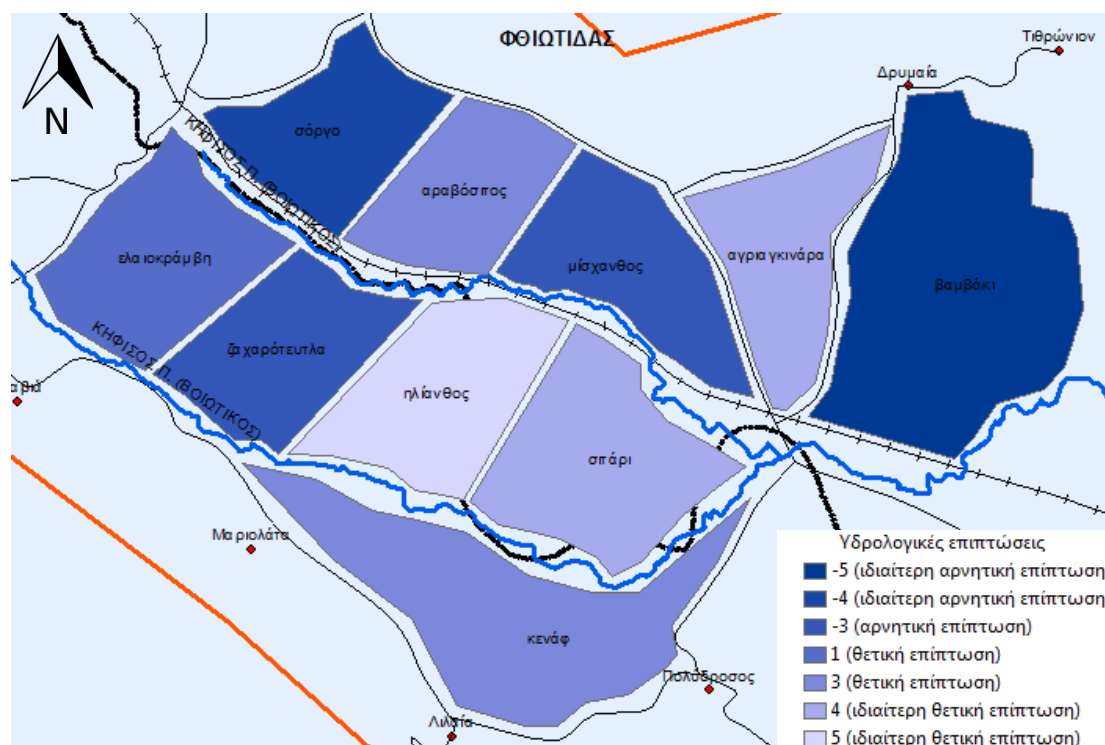 ΦΘΙΩΤΙΔΑΣ
Τιθρώνιον
Δρυμαία
N
σόργο
ΚΗΦΙΣΟΣ Π. (ΒΟΙΩΤΙΚΟΣ)
αραβόσιτος
ελαιοκράμβη
μίσχανθος
αγριαγκινάρα
βαμβάκι
ζαχαρότευτλα
ΚΗΦΙΣΟΣ Π. (ΒΟΙΩΤΙΚΟΣ)
αβιά
ηλίανθος
σιτάρι
Μαριολάτα
κενάφ
Πολύδροσος
Λιλαία
Υδρολογικές επιπτώσεις
-5 (ιδιαίτερη αρνητική επίπτωση
-4 (ιδιαίτερη αρνητική επίπτωση
-3 (αρνητική επίπτωση)
1 (θετική επίπτωση)
3 (θετική επίπτωση)
4 (ιδιαίτερη θετική επίπτωση)
5 (ιδιαίτερη θετική επίπτωση)